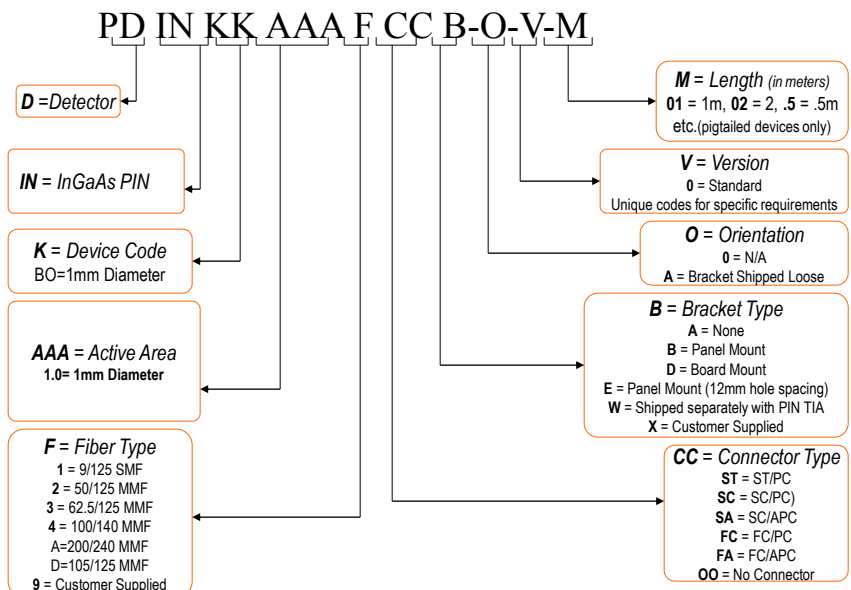 PD IN KK AAA F CC B-O-V-M
D =Detector
IN = InGaAs PIN
K = Device Code
BO=1mm Diameter
AAA = Active Area
1.0= 1mm Diameter
F = Fiber Type
1 = 9/125 SMF
2 = 50/125 MMF
3 = 62.5/125 MMF
4 = 100/140 MMF
A=200/240 MMF
D=105/125 MMF
9 = Customer Supplied
M = Length (in meters)
01 = 1m, 02 = 2, .5 = .5m
etc.(pigtailed devices only)
V = Version
0 = Standard
Unique codes for specific requirements
O = Orientation
0 = N/A
A = Bracket Shipped Loose
B = Bracket Type
A = None
B = Panel Mount
D = Board Mount
E = Panel Mount (12mm hole spacing)
W = Shipped separately with PIN TIA
X = Customer Supplied
CC = Connector Type
ST = ST/PC
SC = SC/PC)
SA = SC/APC
FC = FC/PC
FA = FC/APC
OO = No Connector